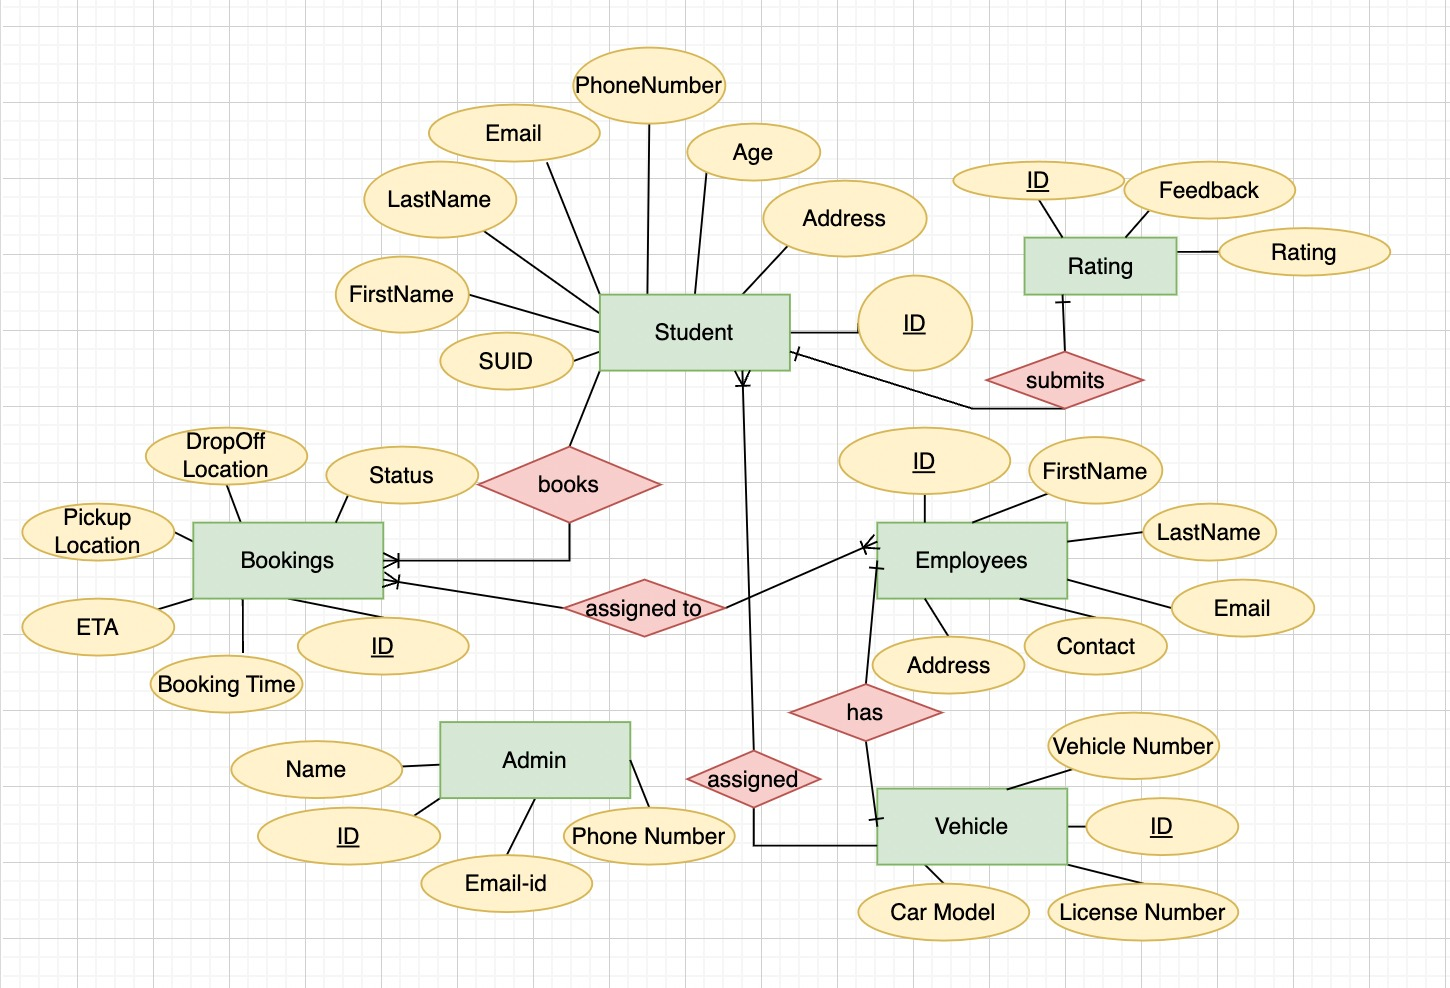 PhoneNumber
Email
Age
LastName
Address
ID
Feedback
Rating
Rating
FirstName
SUID
Student
ID
submits
DropOff
Location
Status
books
ID
FirstName
Pickup
Location
Bookings
Employees
LastName
assigned to
Email
ETA
ID
Booking Time
Address
Contact
has
Name
Admin
assigned
Vehicle Number
ID
Phone Number
Vehicle
ID
Email-id
Car Model
License Number